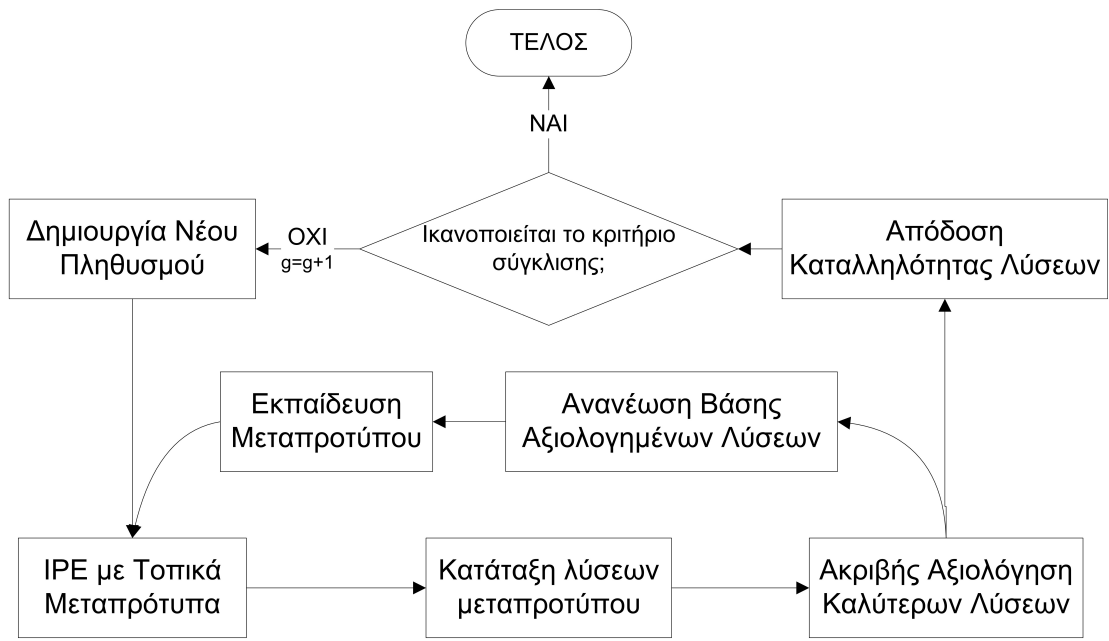 ΤΕΛΟΣ
ΝΑΙ
Δημιουργία Νέου
Πληθυσμού
ΟΧΙ
g=g+1
Ικανοποιείται το κριτήριο
σύγκλισης;
Απόδοση
Καταλληλότητας Λύσεων
Εκπαίδευση
Μεταπροτύπου
Ανανέωση Βάσης
Αξιολογημένων Λύσεων
IPE με Τοπικά
Μεταπρότυπα
Κατάταξη λύσεων
μεταπροτύπου
Ακριβής Αξιολόγηση
Καλύτερων Λύσεων